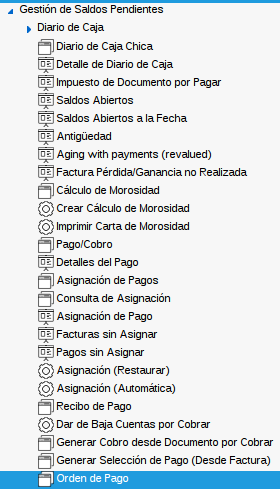 Gestión de Saldos Pendientes
Diario de Caja
Diario de Caja Chica
Detalle de Diario de Caja
Impuesto de Documento por Pagar
Saldos Abiertos
Saldos Abiertos a la Fecha
Antigüedad
Aging with payments (revalued)
Factura Pérdida/Ganancia no Realizada
Cálculo de Morosidad
Crear Cálculo de Morosidad
Imprimir Carta de Morosidad
Pago/Cobro
Detalles del Pago
Asignación de Pagos
Consulta de Asignación
Asignación de Pago
Facturas sin Asignar
Pagos sin Asignar
Asignación (Restaurar)
Asignación (Automática)
Recibo de Pago
Dar de Baja Cuentas por Cobrar
Generar Cobro desde Documento por Cobrar
Generar Selección de Pago (Desde Factura)
Orden de Pago